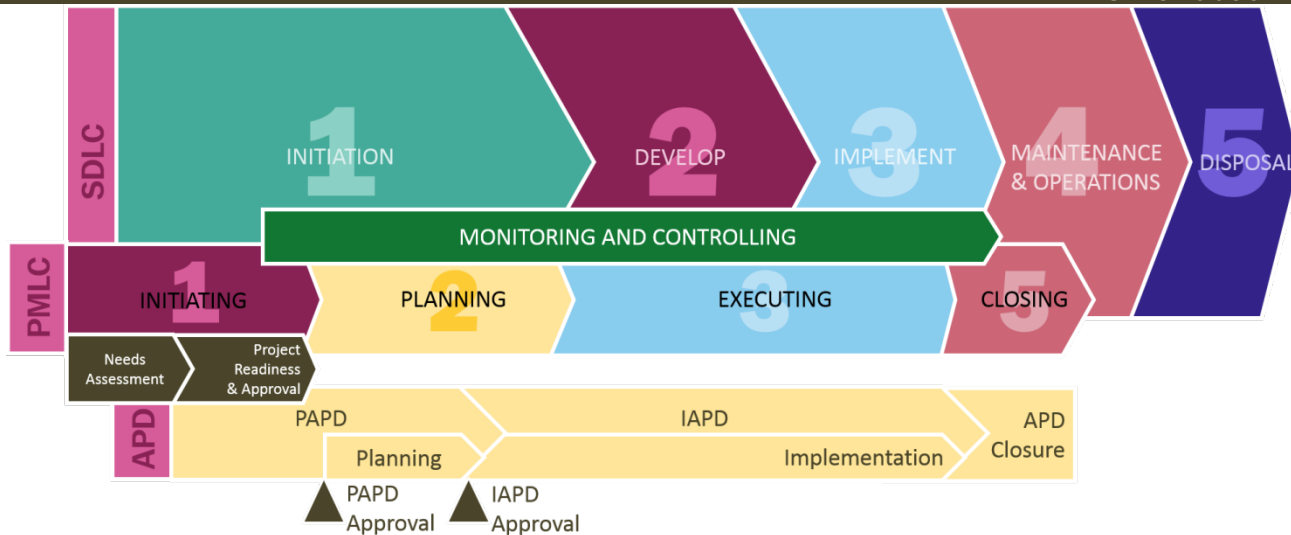 SDLC
1
INITIATION
2
DEVELOP
3
IMPLEMENT
4
MAINTENANCE
& OPERATIONS
5
DISPOSAL
MONITORING AND CONTROLLING
PMLC
1
INITIATING
2
PLANNING
3
EXECUTING
5
CLOSING
Needs
Assessment
Project
Readiness
& Approval
APD
PAPD
IAPD
APD
Closure
Planning
Implementation
PAPD
Approval
IAPD
Approval